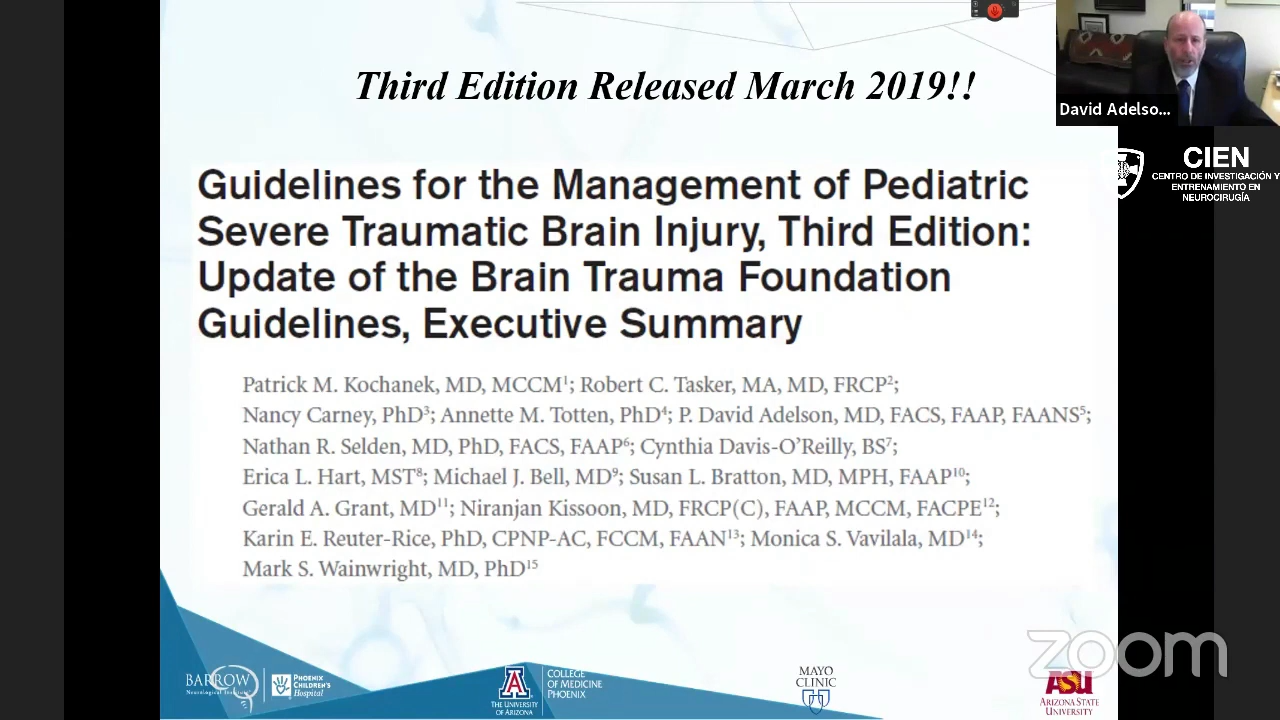 Third Edition Released March 2019!!
David Adelso...
CIEN
CENTRO DE INVESTIGACIÓN Y
ENTRENAMIENTO EN
NEUROCIRUGÍA
Guidelines for the Management of Pediatric
Severe Traumatic Brain Injury, Third Edition:
Update of the Brain Trauma Foundation
Guidelines, Executive Summary
Patrick M. Kochanek, MD, MCCM¹; Robert C. Tasker, MA, MD, FRCP²;
Nancy Carney, PhD³; Annette M. Totten, PhD⁴; P. David Adelson, MD, FACS, FAAP, FAANS⁵;
Nathan R. Selden, MD, PhD, FACS, FAAP⁶; Cynthia Davis-O'Reilly, BS⁷;
Erica L. Hart, MST⁸; Michael J. Bell, MD⁹; Susan L. Bratton, MD, MPH, FAAP¹⁰;
Gerald A. Grant, MD¹¹; Niranjan Kissoon, MD, FRCP(C), FAAP, MCCM, FACPE¹²;
Karin E. Reuter-Rice, PhD, CPNP-AC, FCCM, FAAN¹³; Monica S. Vavilala, MD¹⁴;
Mark S. Wainwright, MD, PhD¹⁵
BARROW
Neurological Institute
PHOENIX
CHILDREN'S
Hospital
A
THE UNIVERSITY
OF ARIZONA
COLLEGE
OF MEDICINE
PHOENIX
MAYO
CLINIC
zoom
ASU
ARIZONA STATE
UNIVERSITY